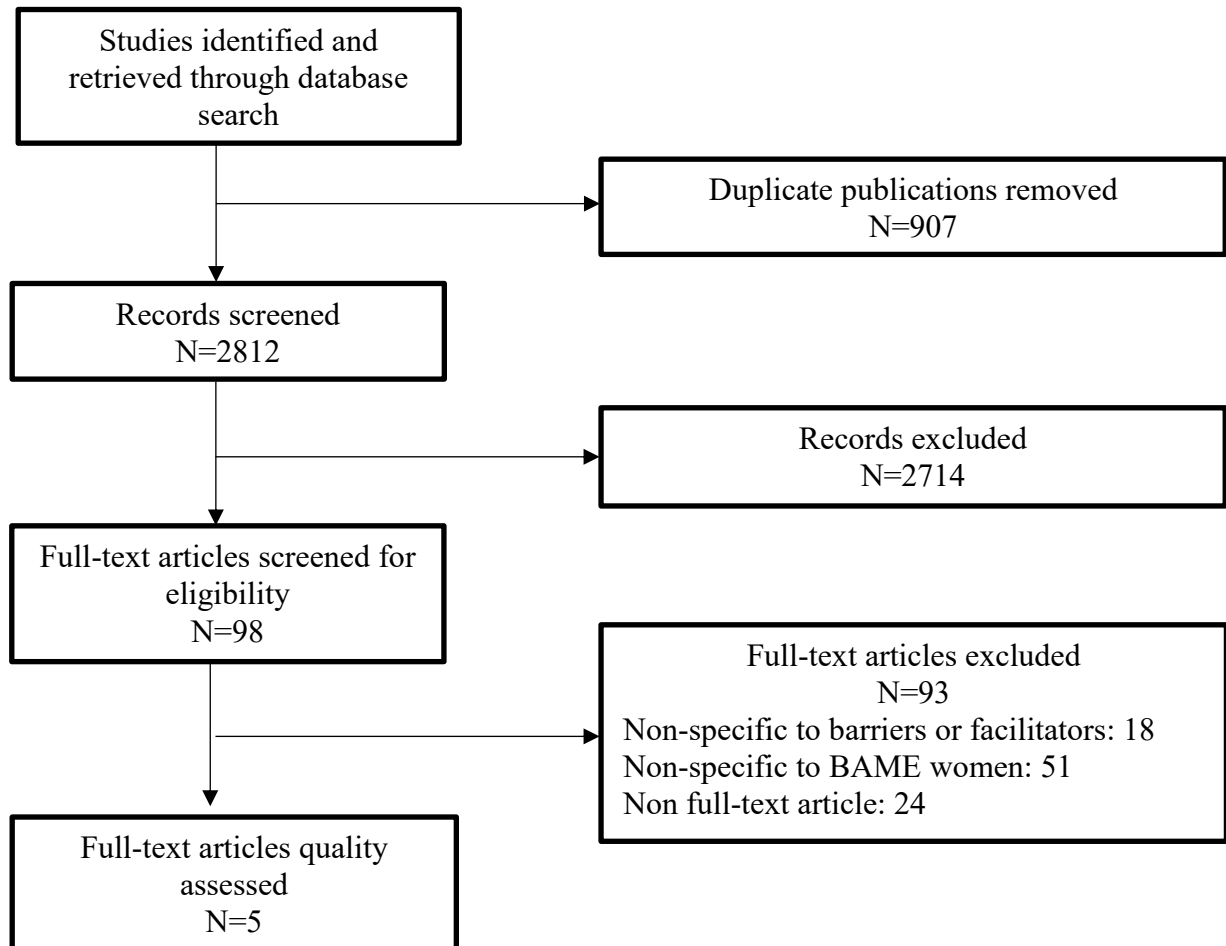 Studies identified and
retrieved through database
search
Duplicate publications removed
N=907
Records screened
N=2812
Records excluded
N=2714
Full-text articles screened for
eligibility
N=98
Full-text articles excluded
N=93
Non-specific to barriers or facilitators: 18
Non-specific to BAME women: 51
Non full-text article: 24
Full-text articles quality
assessed
N=5